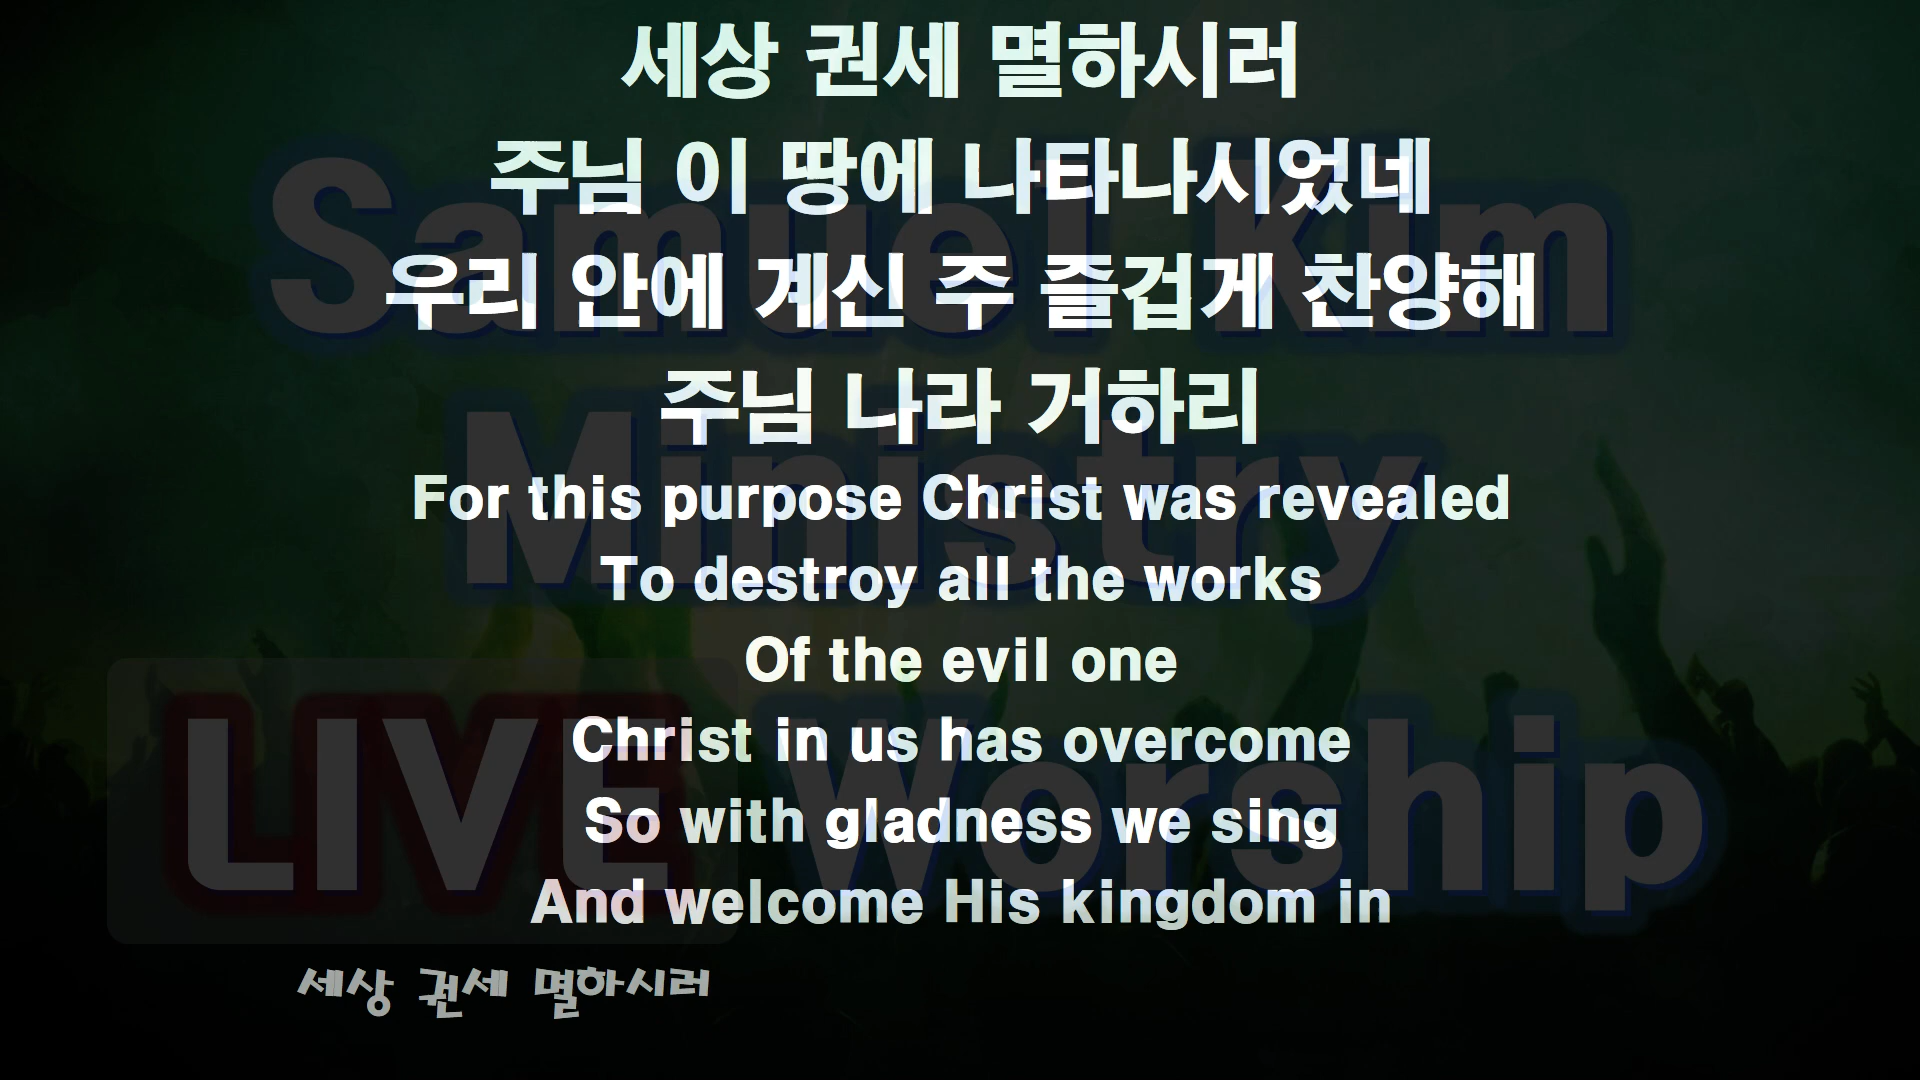 세상 권세 멸하시러
주님 이 땅에 나타나시었네
우리 안에 계신 주 즐겁게 찬양해
주님 나라 거하리
For this purpose Christ was revealed
To destroy all the works
Of the evil one
Christ in us has overcome
So with gladness we sing
And welcome His kingdom in
세상 권세 멸하시러
Samuel Kim
Ministry
LIVE Worship